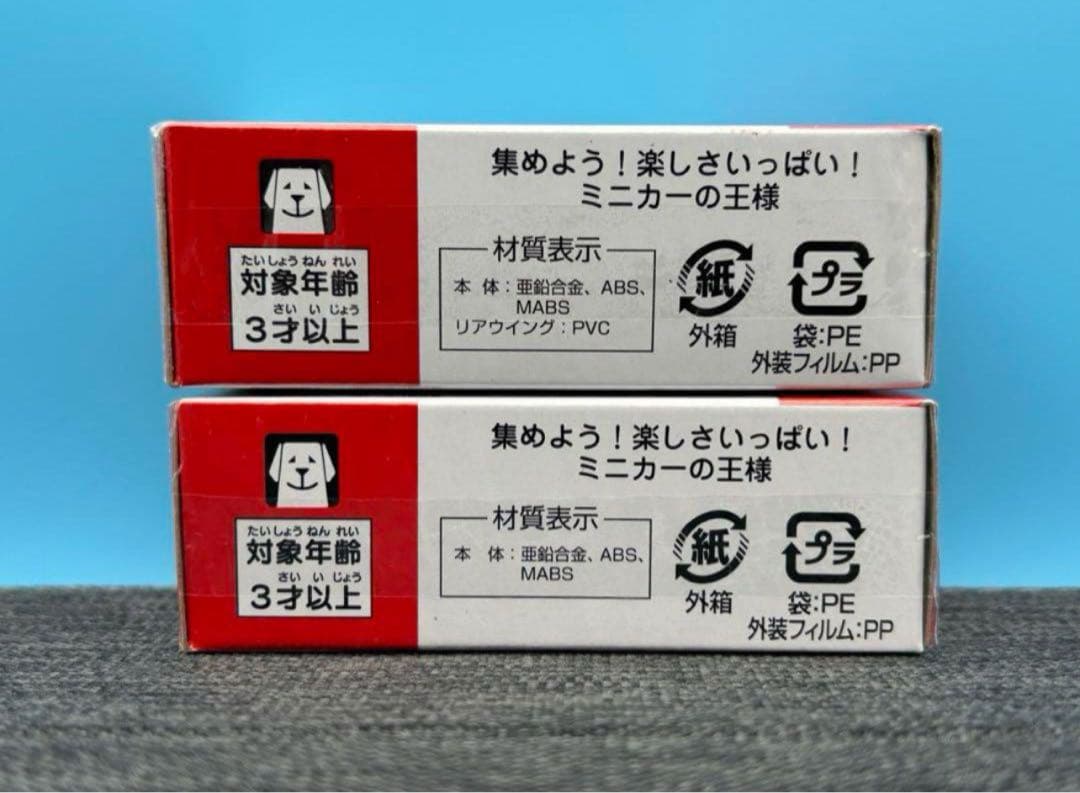 集めよう！楽しさいっぱい！
ミニカーの王様
たいしょうねんれい
対象年齢
さいいじょう
3才以上
材質表示
本 体：亜鉛合金、ABS、
MABS
リアウイング：PVC
紙
外箱
プラ
袋：PE
外装フィルム：PP
集めよう！楽しさいっぱい！
ミニカーの王様
たいしょうねんれい
対象年齢
さいいじょう
3才以上
材質表示
本 体：亜鉛合金、ABS、
MABS
紙
外箱
プラ
袋：PE
外装フィルム：PP